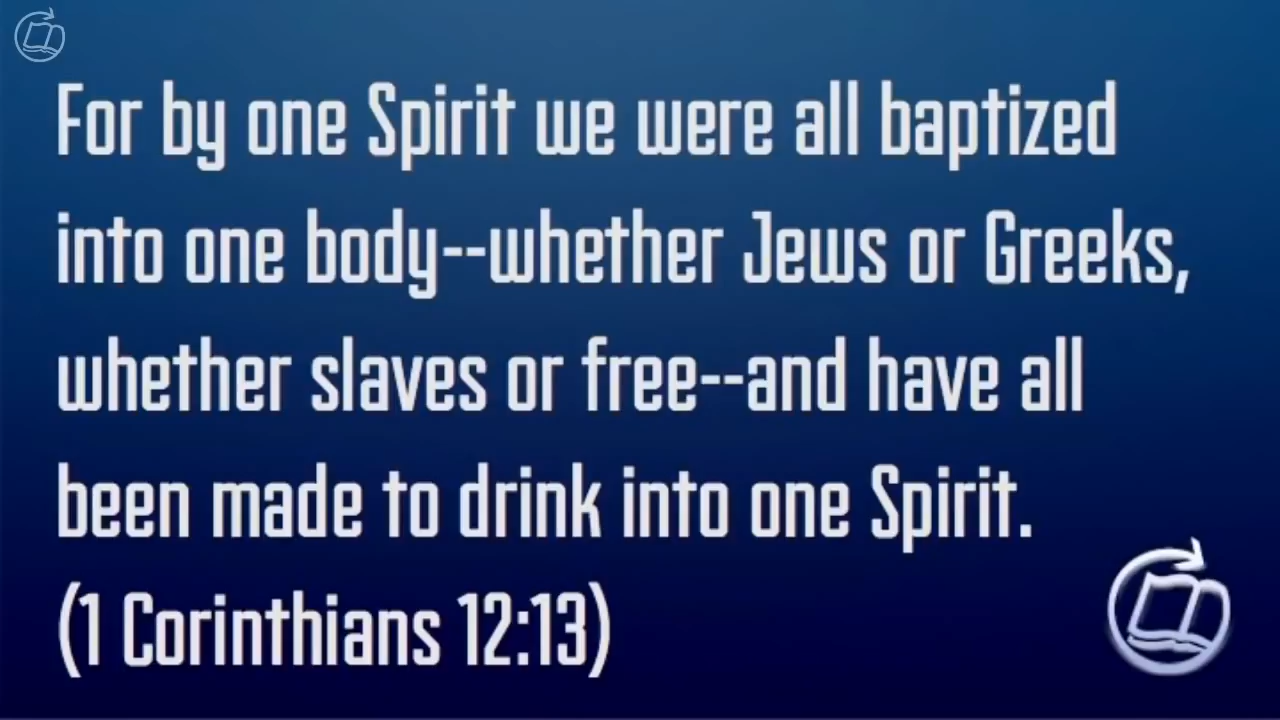 For by one Spirit we were all baptized
into one body--whether Jews or Greeks,
whether slaves or free--and have all
been made to drink into one Spirit.
(1 Corinthians 12:13)